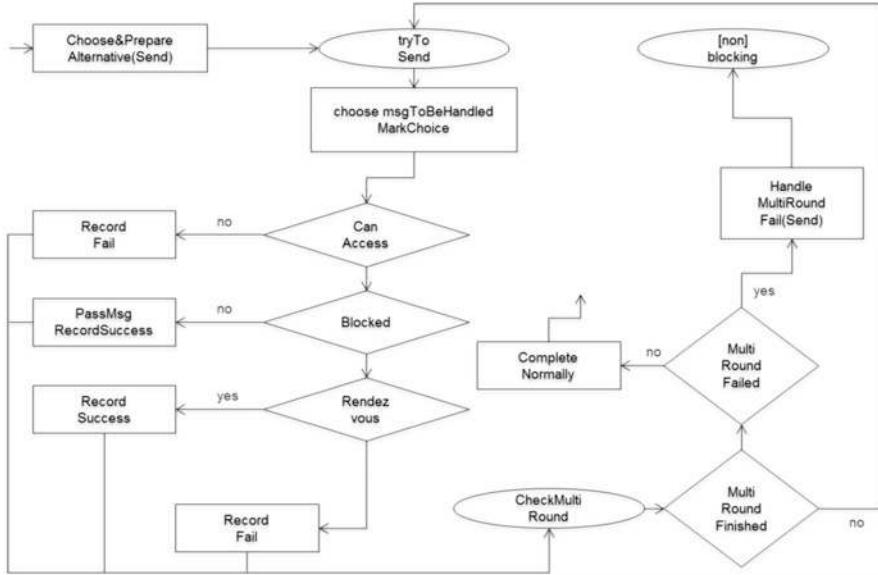 Choose&Prepare
Alternative(Send)
tryTo
Send
[non]
blocking
choose msgToBeHandled
MarkChoice
Handle
MultiRound
Fail(Send)
Record
Fail
no
Can
Access
yes
PassMsg
RecordSuccess
no
Blocked
Complete
Normally
no
Multi
Round
Failed
Record
Success
yes
Rendez
vous
CheckMulti
Round
Multi
Round
Finished
no
Record
Fail